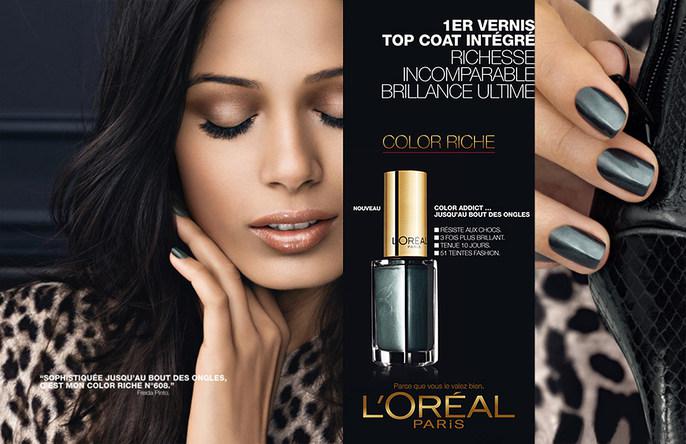 1ER VERNIS
TOP COAT INTÉGRÉ
RICHESSE
INCOMPARABLE
BRILLANCE ULTIME
COLOR RICHE
NOUVEAU
COLOR ADDICT ...
JUSQU'AU BOUT DES ONGLES
RÉSISTE AUX CHOCS.
3 FOIS PLUS BRILLANT.
TENUE 10 JOURS.
51 TEINTES FASHION.
L'ORÉAL
PARIS
"SOPHISTIQUÉE JUSQU'AU BOUT DES ONGLES,
C'EST MON COLOR RICHE N°608."
Freida Pinto.
Parce que vous le valez bien.
L'ORÉAL
PARIS